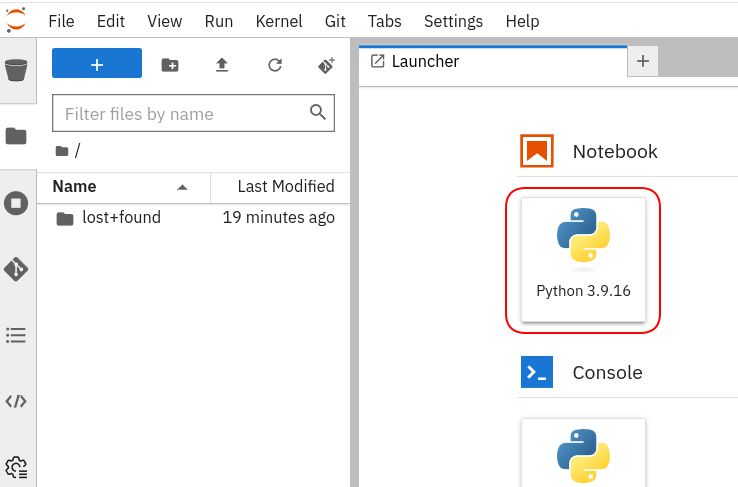 File Edit View Run Kernel Git Tabs Settings Help
Launcher
Filter files by name
/
Name Last Modified
lost+found 19 minutes ago
Notebook
Python 3.9.16
Console